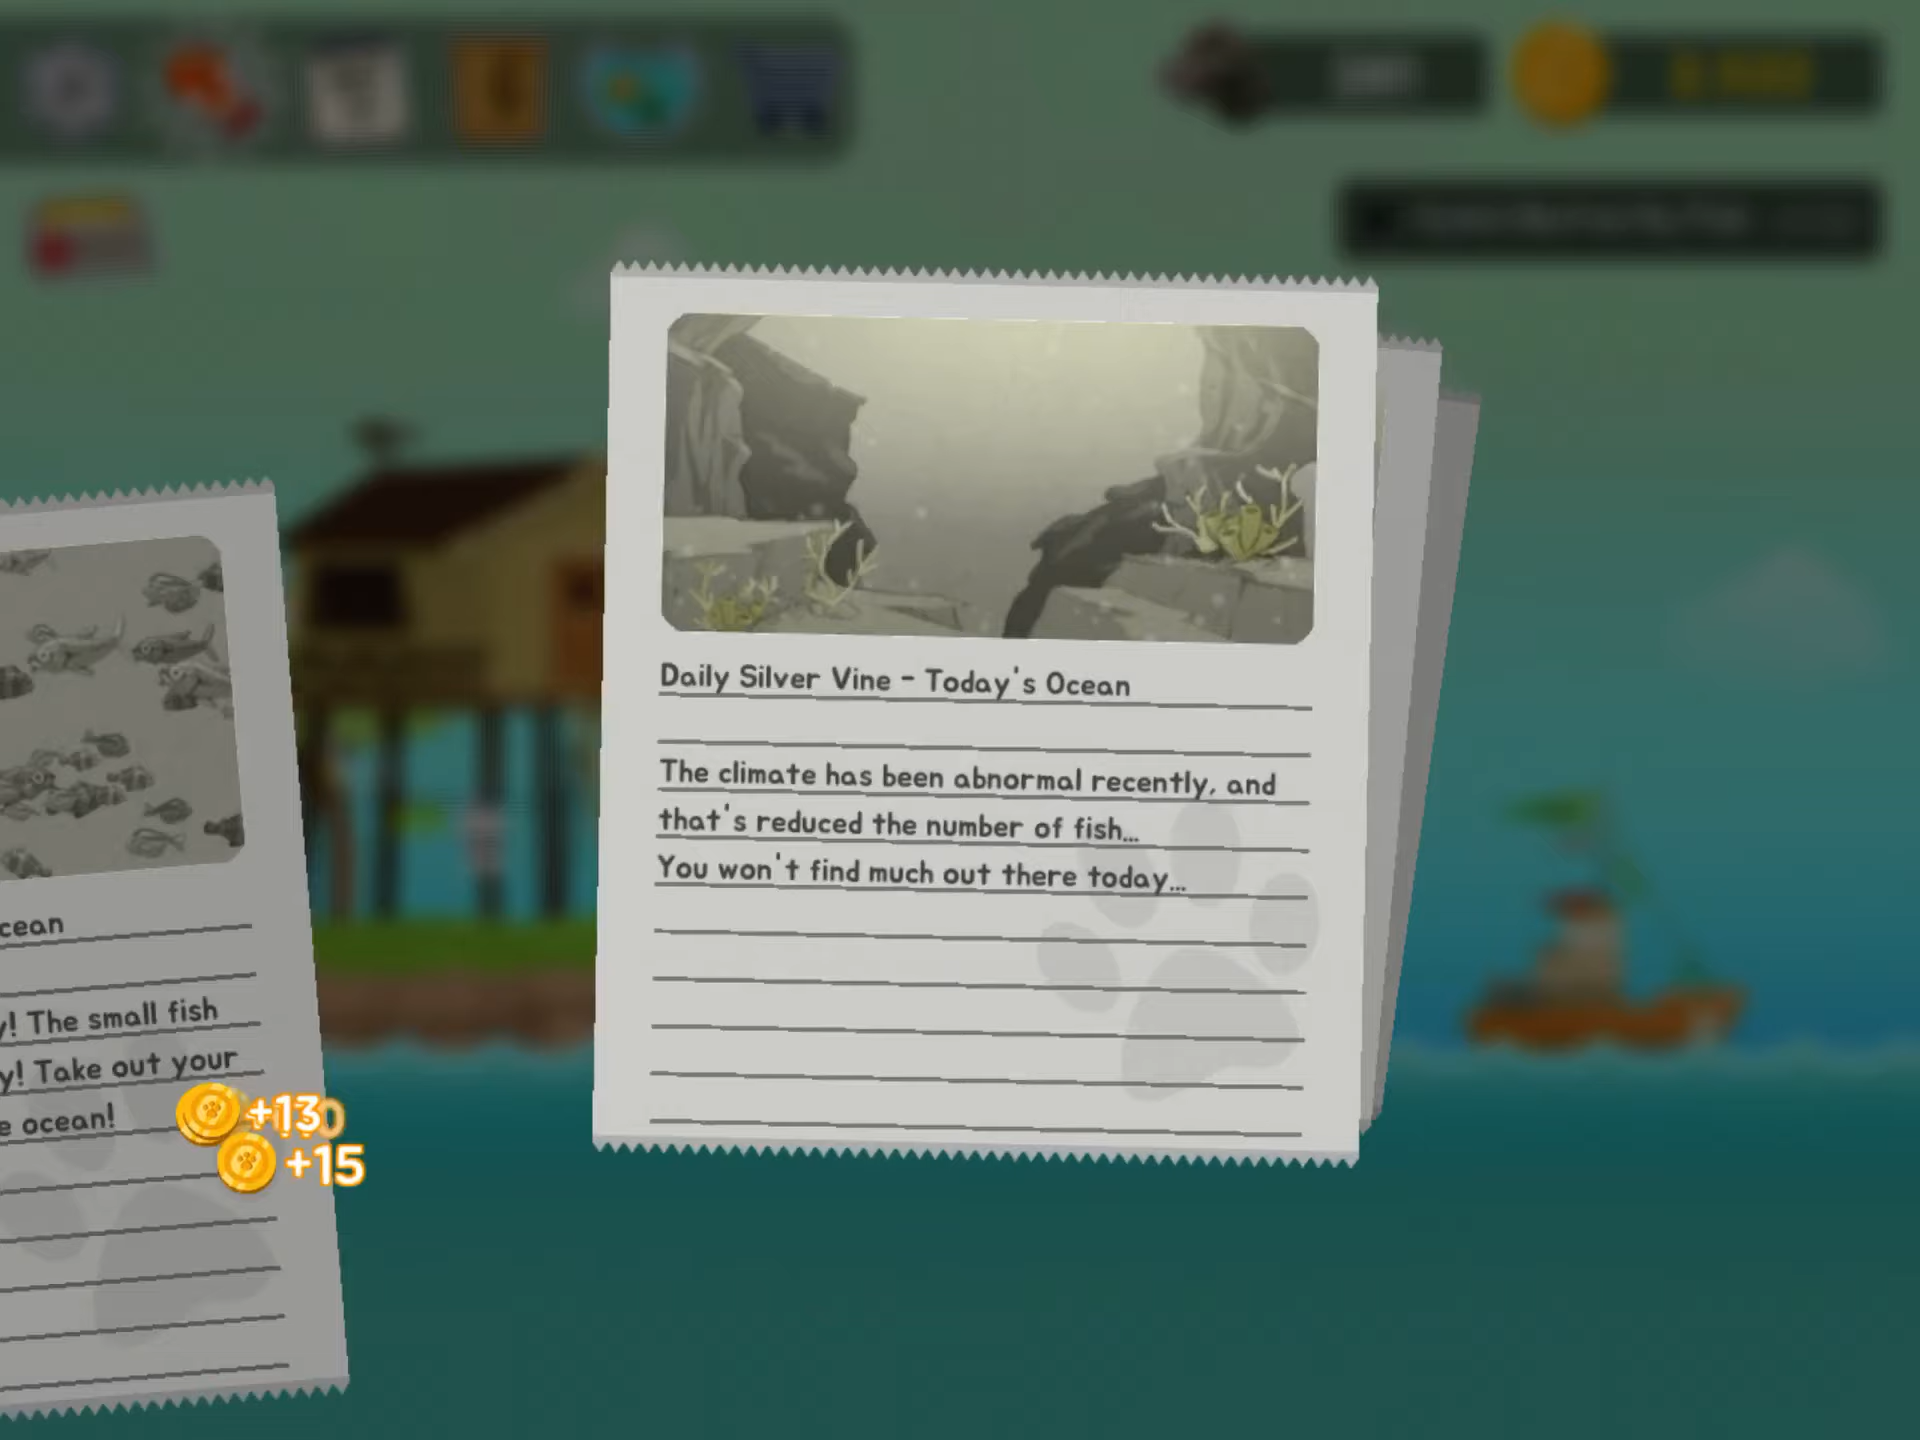 Daily Silver Vine - Today's Ocean
The climate has been abnormal recently, and
that's reduced the number of fish...
You won't find much out there today...
cean
y! The small fish
y! Take out your
e ocean!
+13
+15